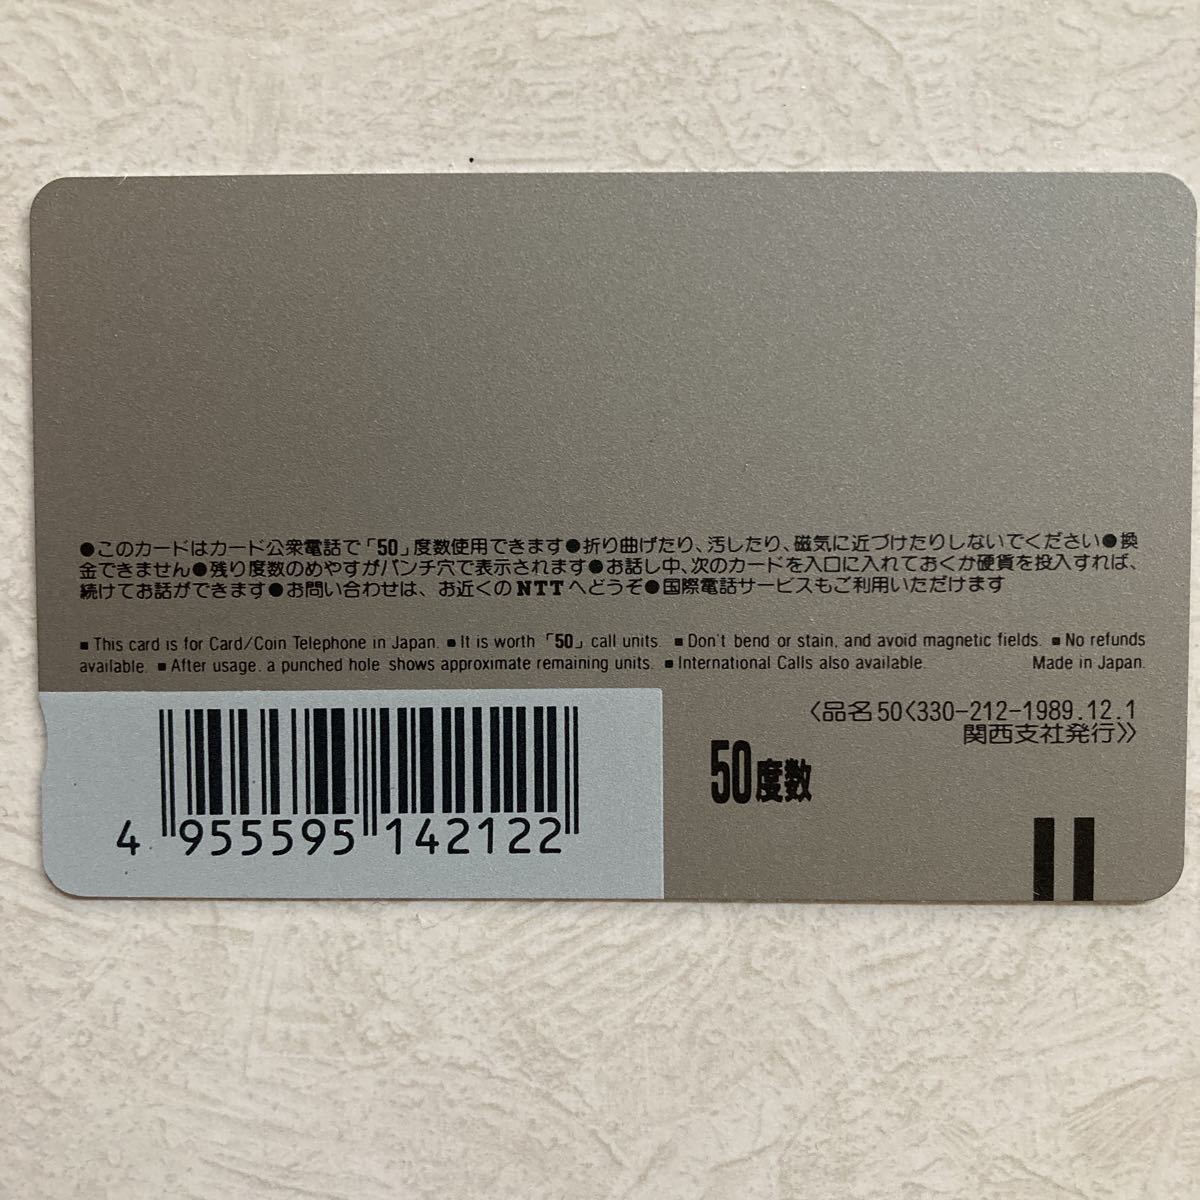 ●このカードはカード公衆電話で「50」度数使用できます●折り曲げたり、汚したり、磁気に近づけたりしないでください●換
金できません●残り度数のめやすがパンチ穴で表示されます●お話し中、次のカードを入口に入れておくか硬貨を投入すれば、
続けてお話ができます●お問い合わせは、お近くのNTTへどうぞ●国際電話サービスもご利用いただけます
■ This card is for Card/Coin Telephone in Japan. ■ It is worth「50」call units. ■ Don't bend or stain, and avoid magnetic fields. ■ No refunds
available. ■ After usage, a punched hole shows approximate remaining units. ■ International Calls also available. Made in Japan.
〈品名50〈330-212-1989.12.1
関西支社発行〉〉
50度数
4 955595 142122